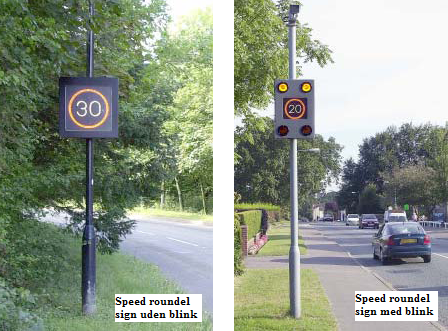 30
Speed roundel
sign uden blink
20
Speed roundel
sign med blink